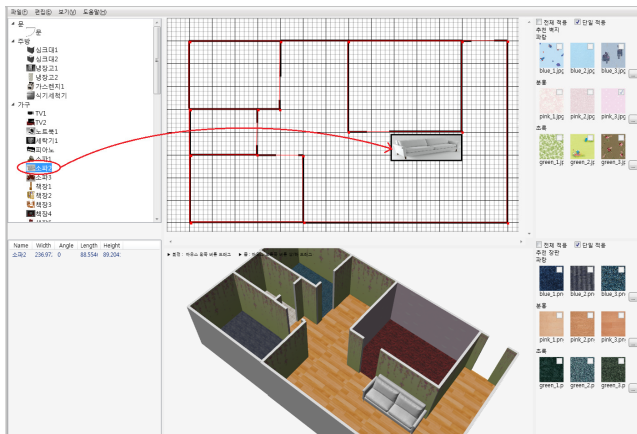 파일(F) 편집(E) 보기(V) 도움말(H)
문
문
주방
싱크대1
싱크대2
냉장고1
냉장고2
가스렌지1
식기세척기
가구
TV1
TV2
노트북1
세탁기1
피아노
소파1
소파2
소파3
책장1
책장2
책장3
책장4
전체 적용 단일 적용
추천 벽지
파랑
blue_1.jpg blue_2.jpg blue_3.jpg
분홍
pink_1.jpg pink_2.jpg pink_3.jpg
초록
green_1.j green_2.j green_3.j
Name Width Angle Length Height
소파2 236.97 0 88.554 89.204
전체 적용 단일 적용
추천 장판
파랑
blue_1.pn blue_2.pn blue_3.pn
분홍
pink_1.pn pink_2.pn pink_3.pn
초록
green_1.p green_2.p green_3.p